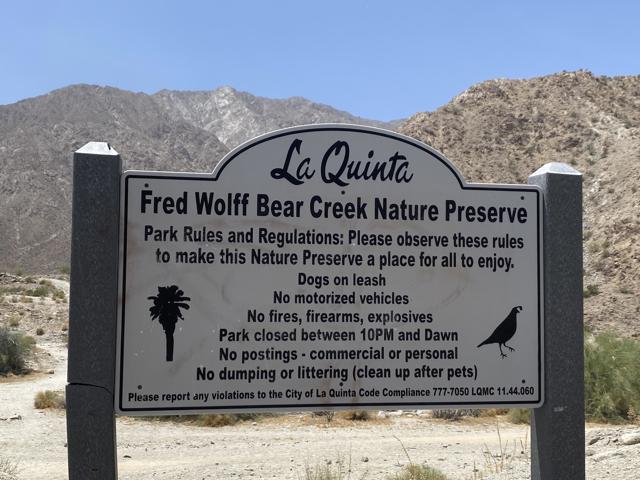 La Quinta
Fred Wolff Bear Creek Nature Preserve
Park Rules and Regulations: Please observe these rules
to make this Nature Preserve a place for all to enjoy.
Dogs on leash
No motorized vehicles
No fires, firearms, explosives
Park closed between 10PM and Dawn
No postings - commercial or personal
No dumping or littering (clean up after pets)
Please report any violations to the City of La Quinta Code Compliance 777-7050 LQMC 11.44.060